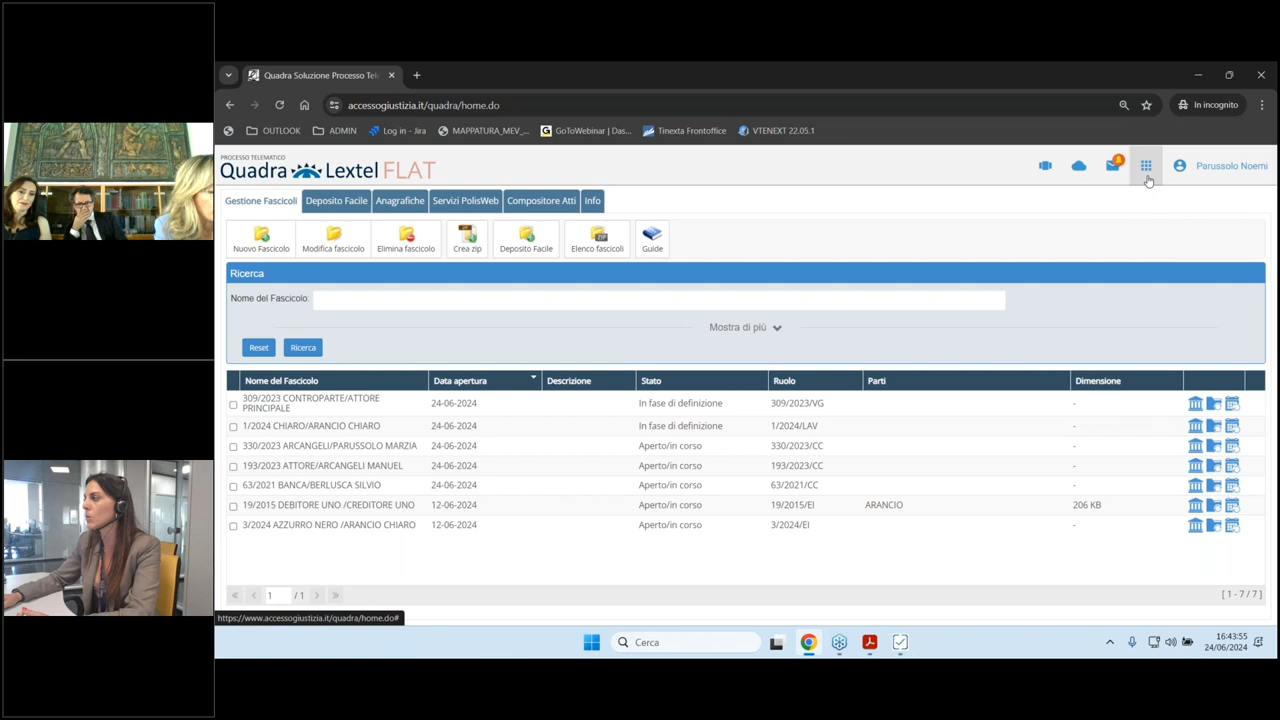 Quadra Soluzione Processo Tel
accessogiustizia.it/quadra/home.do
In incognito
OUTLOOK
ADMIN
Log in - Jira
MAPPATURA_MEV_...
GoToWebinar | Das...
Tinexta Frontoffice
VTENEXT 22.05.1
PROCESSO TELEMATICO
Quadra Lextel FLAT
Parussolo Noemi
Gestione Fascicoli Deposito Facile Anagrafiche Servizi PolisWeb Compositore Atti Info
Nuovo Fascicolo Modifica fascicolo Elimina fascicolo Crea zip Deposito Facile Elenco fascicoli Guide
Ricerca
Nome del Fascicolo:
Mostra di più
Reset Ricerca
Nome del Fascicolo Data apertura Descrizione Stato Ruolo Parti Dimensione
309/2023 CONTROPARTE/ATTORE
PRINCIPALE 24-06-2024 In fase di definizione 309/2023/VG -
1/2024 CHIARO/ARANCIO CHIARO 24-06-2024 In fase di definizione 1/2024/LAV -
330/2023 ARCANGELI/PARUSSOLO MARZIA 24-06-2024 Aperto/in corso 330/2023/CC -
193/2023 ATTORE/ARCANGELI MANUEL 24-06-2024 Aperto/in corso 193/2023/CC -
63/2021 BANCA/BERLUSCA SILVIO 24-06-2024 Aperto/in corso 63/2021/CC -
19/2015 DEBITORE UNO /CREDITORE UNO 12-06-2024 Aperto/in corso 19/2015/EI ARANCIO 206 KB
3/2024 AZZURRO NERO /ARANCIO CHIARO 12-06-2024 Aperto/in corso 3/2024/EI -
1 / 1
[ 1 - 7 / 7 ]
https://www.accessogiustizia.it/quadra/home.do#
Cerca
16:43:55
24/06/2024